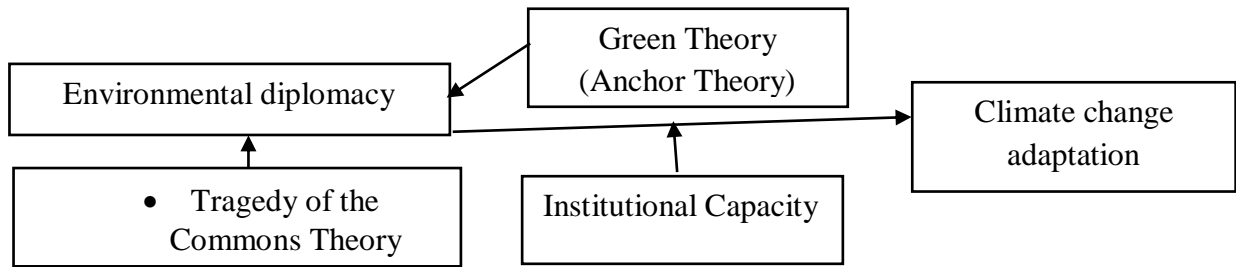 Green Theory
(Anchor Theory)
Environmental diplomacy
Climate change
adaptation
• Tragedy of the
Commons Theory
Institutional Capacity